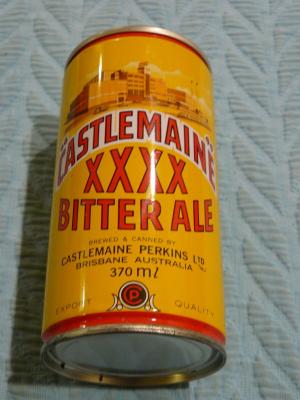 CASTLEMAINE
XXXX
BITTER ALE
BREWED & CANNED BY
CASTLEMAINE PERKINS LTD
BRISBANE AUSTRALIA
370 ml
P
EXPORT QUALITY